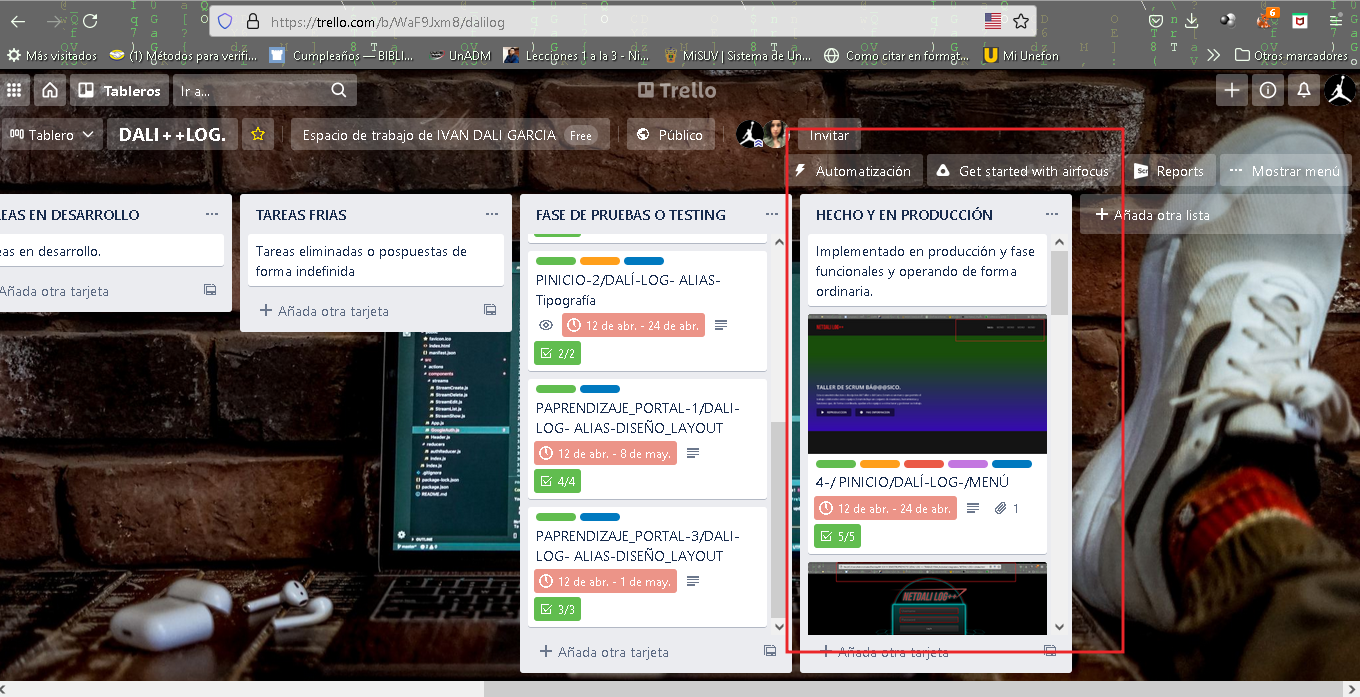 https://trello.com/b/WaF9Jxm8/dalilog
6
Más visitados
(1) Métodos para verifi...
Cumpleaños — BIBLI...
UnADM
Lecciones 1 a la 3 - Ni...
MiSUV | Sistema de Un...
Como citar en format...
Mi Unefon
Otros marcadores
Tableros
Ir a...
Trello
Tablero
DALI + +LOG.
Espacio de trabajo de IVAN DALI GARCIA Free
Público
Invitar
Automatización
Get started with airfocus
Reports
Mostrar menú
EAS EN DESARROLLO
eas en desarrollo.
Añada otra tarjeta
TAREAS FRIAS
Tareas eliminadas o pospuestas de
forma indefinida
Añada otra tarjeta
FASE DE PRUEBAS O TESTING
PINICIO-2/DALÍ-LOG- ALIAS-
Tipografía
12 de abr. - 24 de abr.
2/2
PAPRENDIZAJE_PORTAL-1/DALI-
LOG- ALIAS-DISEÑO_LAYOUT
12 de abr. - 8 de may.
4/4
PAPRENDIZAJE_PORTAL-3/DALI-
LOG- ALIAS-DISEÑO_LAYOUT
12 de abr. - 1 de may.
3/3
Añada otra tarjeta
HECHO Y EN PRODUCCIÓN
Implementado en producción y fase
funcionales y operando de forma
ordinaria.
NETDALI LOG++
TALLER DE SCRUM BÁ@@@SICO.
4-/ PINICIO/DALÍ-LOG-/MENÚ
12 de abr. - 24 de abr.
1
5/5
NETDALI LOG++
Añada otra tarjeta
Añada otra lista